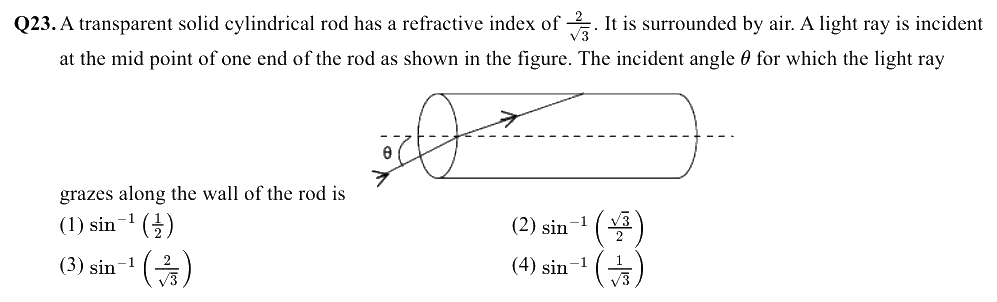 Q23. A transparent solid cylindrical rod has a refractive index of 2/√3. It is surrounded by air. A light ray is incident
at the mid point of one end of the rod as shown in the figure. The incident angle θ for which the light ray
θ
grazes along the wall of the rod is
(1) sin⁻¹ (1/2) (2) sin⁻¹ (√3/2)
(3) sin⁻¹ (2/√3) (4) sin⁻¹ (1/√3)